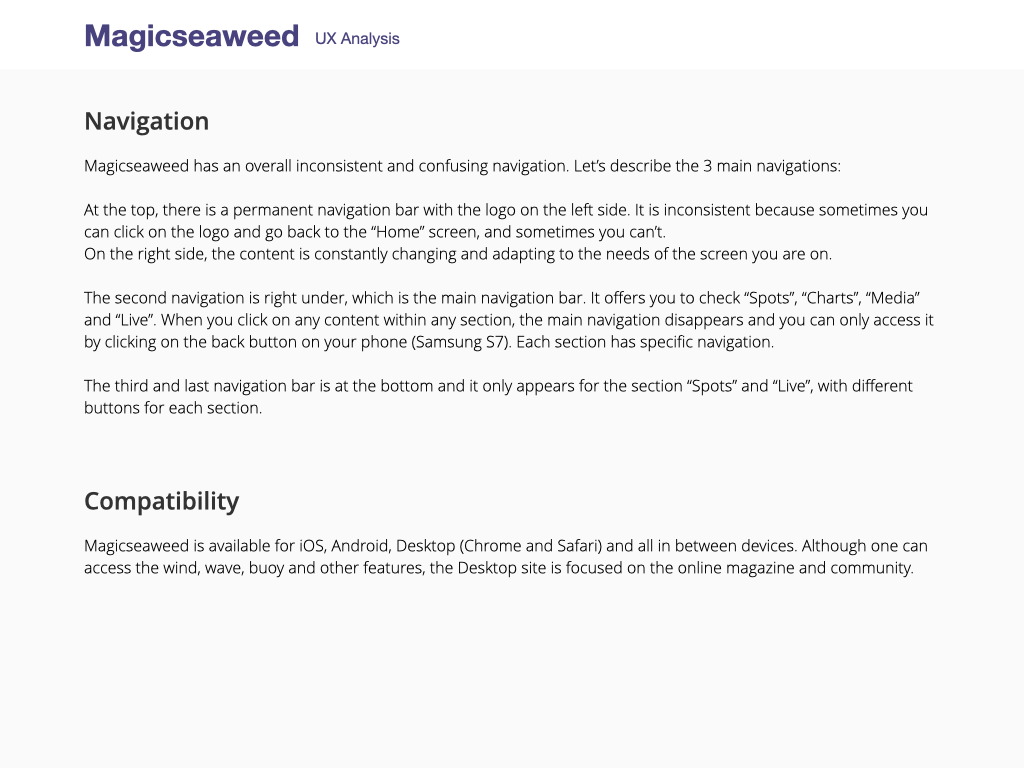 Magicseaweed UX Analysis
Navigation
Magicseaweed has an overall inconsistent and confusing navigation. Let’s describe the 3 main navigations:
At the top, there is a permanent navigation bar with the logo on the left side. It is inconsistent because sometimes you
can click on the logo and go back to the “Home” screen, and sometimes you can’t.
On the right side, the content is constantly changing and adapting to the needs of the screen you are on.
The second navigation is right under, which is the main navigation bar. It offers you to check “Spots”, “Charts”, “Media”
and “Live”. When you click on any content within any section, the main navigation disappears and you can only access it
by clicking on the back button on your phone (Samsung S7). Each section has specific navigation.
The third and last navigation bar is at the bottom and it only appears for the section “Spots” and “Live”, with different
buttons for each section.
Compatibility
Magicseaweed is available for iOS, Android, Desktop (Chrome and Safari) and all in between devices. Although one can
access the wind, wave, buoy and other features, the Desktop site is focused on the online magazine and community.